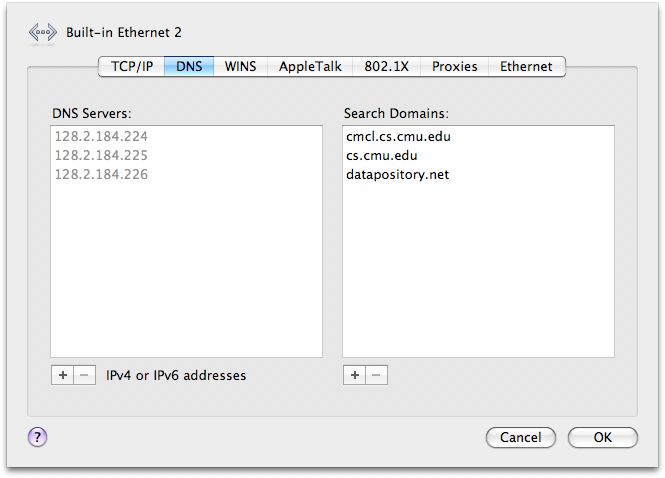 Built-in Ethernet 2
TCP/IP DNS WINS AppleTalk 802.1X Proxies Ethernet
DNS Servers:
128.2.184.224
128.2.184.225
128.2.184.226
+ − IPv4 or IPv6 addresses
Search Domains:
cmcl.cs.cmu.edu
cs.cmu.edu
datapository.net
+ −
? Cancel OK